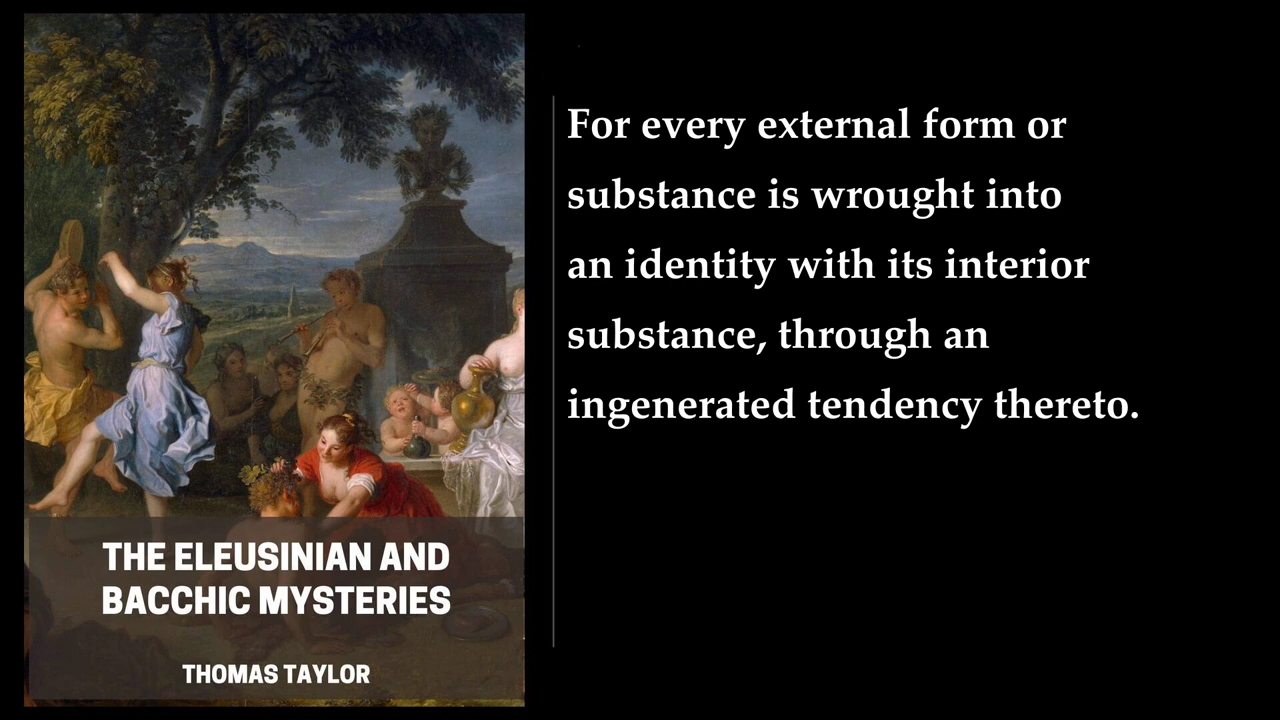 For every external form or
substance is wrought into
an identity with its interior
substance, through an
ingenerated tendency thereto.
THE ELEUSINIAN AND
BACCHIC MYSTERIES
THOMAS TAYLOR